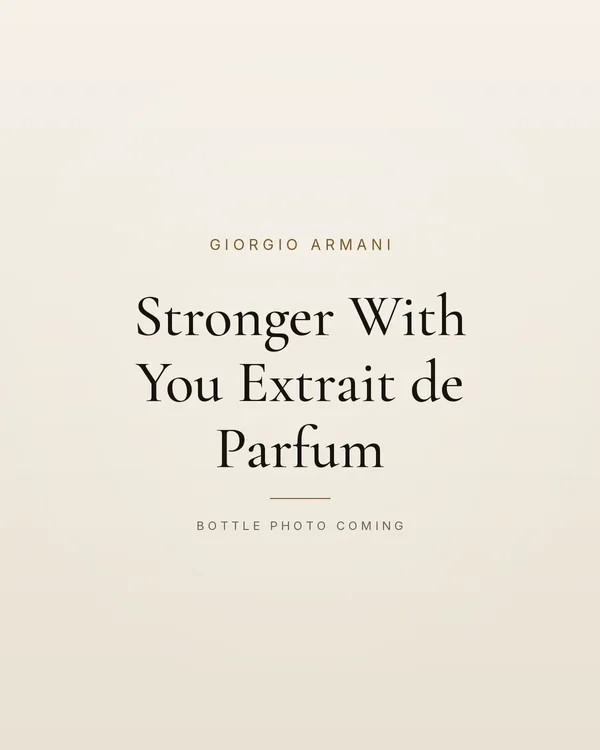 GIORGIO ARMANI
Stronger With
You Extrait de
Parfum
BOTTLE PHOTO COMING